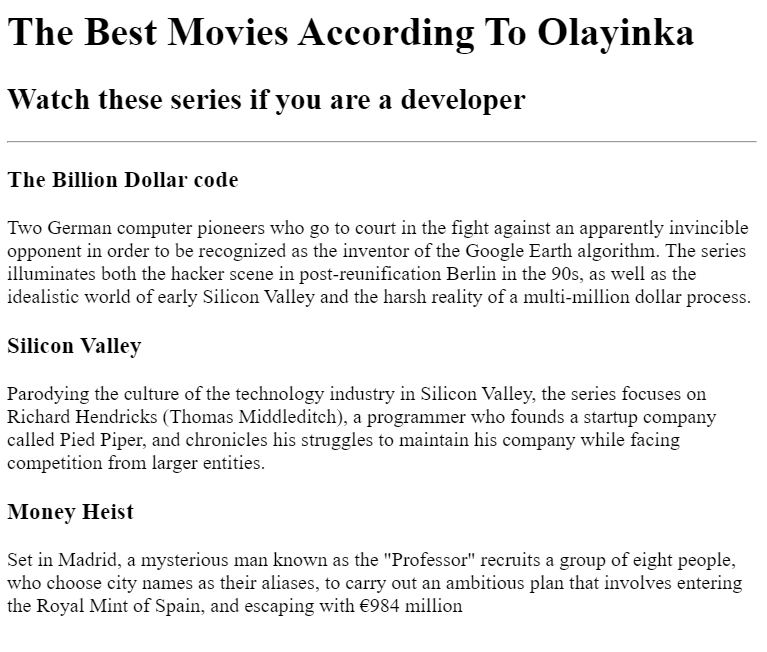 The Best Movies According To Olayinka
Watch these series if you are a developer
The Billion Dollar code
Two German computer pioneers who go to court in the fight against an apparently invincible
opponent in order to be recognized as the inventor of the Google Earth algorithm. The series
illuminates both the hacker scene in post-reunification Berlin in the 90s, as well as the
idealistic world of early Silicon Valley and the harsh reality of a multi-million dollar process.
Silicon Valley
Parodying the culture of the technology industry in Silicon Valley, the series focuses on
Richard Hendricks (Thomas Middleditch), a programmer who founds a startup company
called Pied Piper, and chronicles his struggles to maintain his company while facing
competition from larger entities.
Money Heist
Set in Madrid, a mysterious man known as the "Professor" recruits a group of eight people,
who choose city names as their aliases, to carry out an ambitious plan that involves entering
the Royal Mint of Spain, and escaping with €984 million